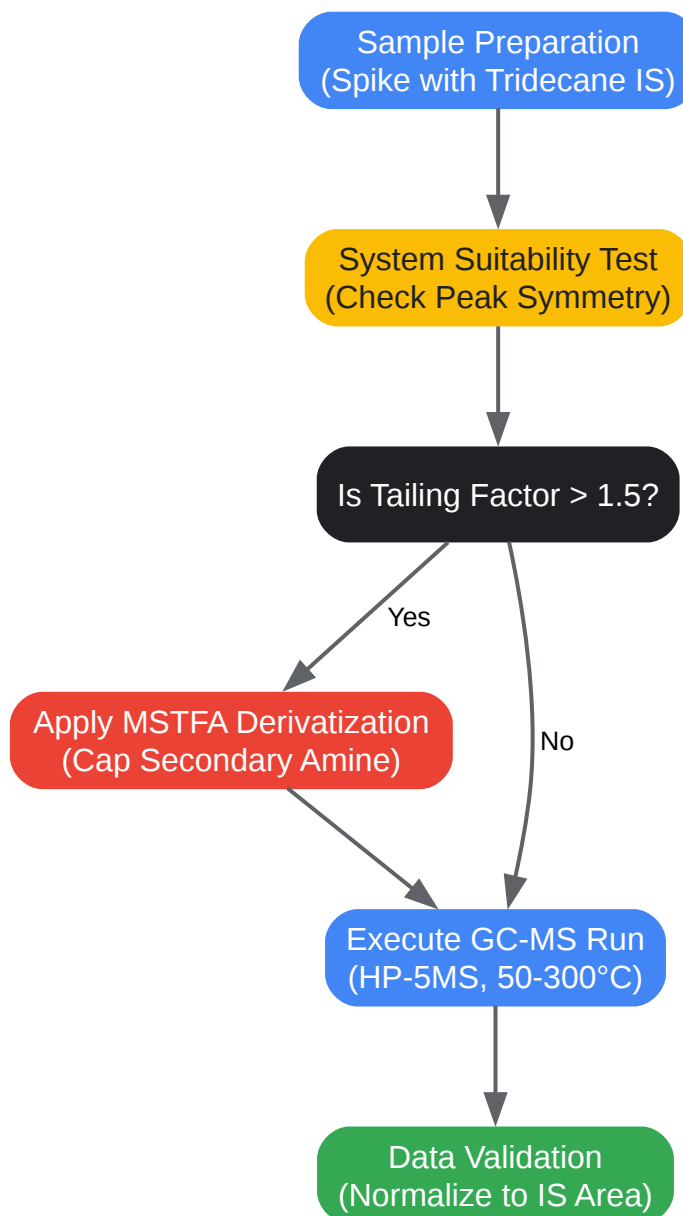 Sample Preparation
(Spike with Tridecane IS)
System Suitability Test
(Check Peak Symmetry)
Is Tailing Factor > 1.5?
Yes
Apply MSTFA Derivatization
(Cap Secondary Amine)
No
Execute GC-MS Run
(HP-5MS, 50-300°C)
Data Validation
(Normalize to IS Area)